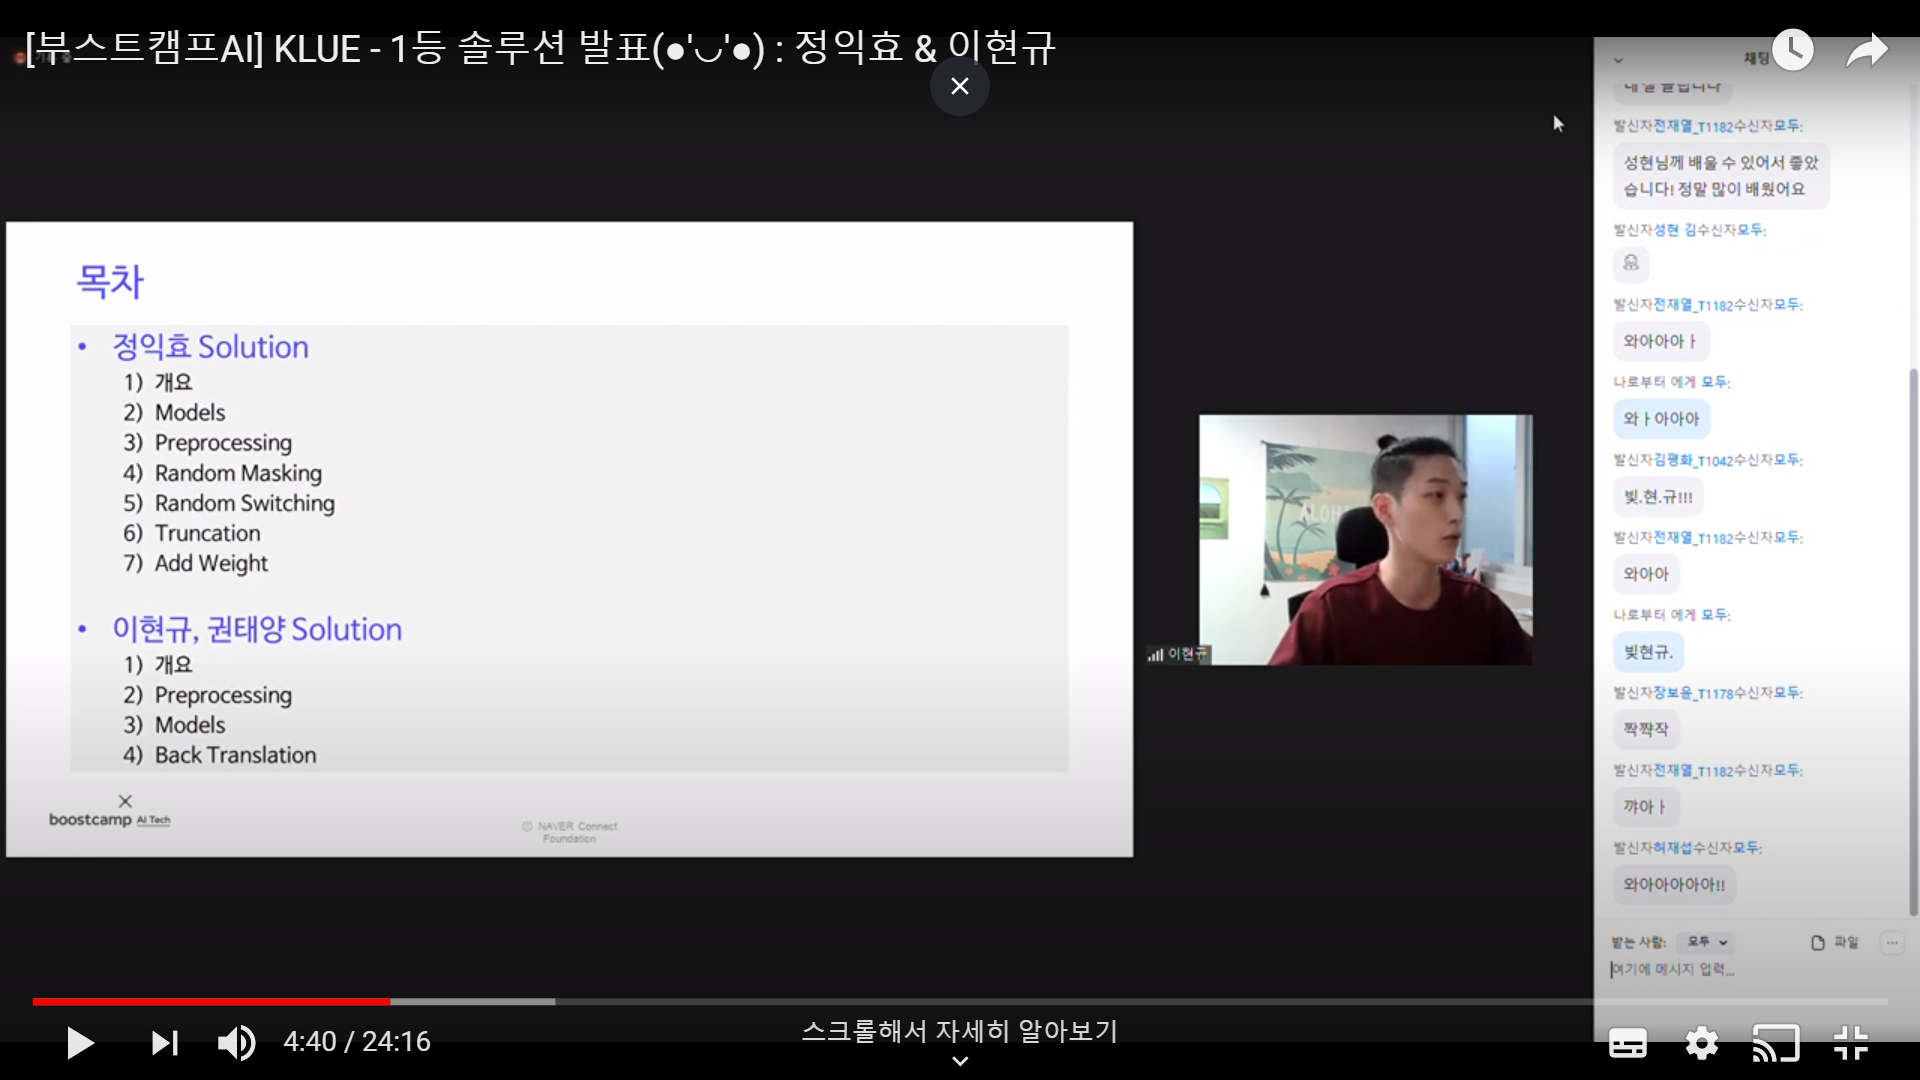 [부스트캠프AI] KLUE - 1등 솔루션 발표(●'◡'●) : 정익효 & 이현규
채팅
목차
• 정익효 Solution
1) 개요
2) Models
3) Preprocessing
4) Random Masking
5) Random Switching
6) Truncation
7) Add Weight
• 이현규, 권태양 Solution
1) 개요
2) Preprocessing
3) Models
4) Back Translation
boostcamp AI Tech
ⓒ NAVER Connect
Foundation
ALOH
이현규
발신자전재열_T1182수신자모두:
성현님께 배울 수 있어서 좋았
습니다! 정말 많이 배웠어요
발신자성현 김수신자모두:
발신자전재열_T1182수신자모두:
와아아아ㅏ
나로부터 에게 모두:
와ㅏ아아아
발신자김평화_T1042수신자모두:
빛.현.규!!!
발신자전재열_T1182수신자모두:
와아아
나로부터 에게 모두:
빛현규.
발신자장보윤_T1178수신자모두:
짝쨕작
발신자전재열_T1182수신자모두:
꺄아ㅏ
발신자허재섭수신자모두:
와아아아아아!!
받는 사람: 모두
파일
여기에 메시지 입력...
4:40 / 24:16
스크롤해서 자세히 알아보기